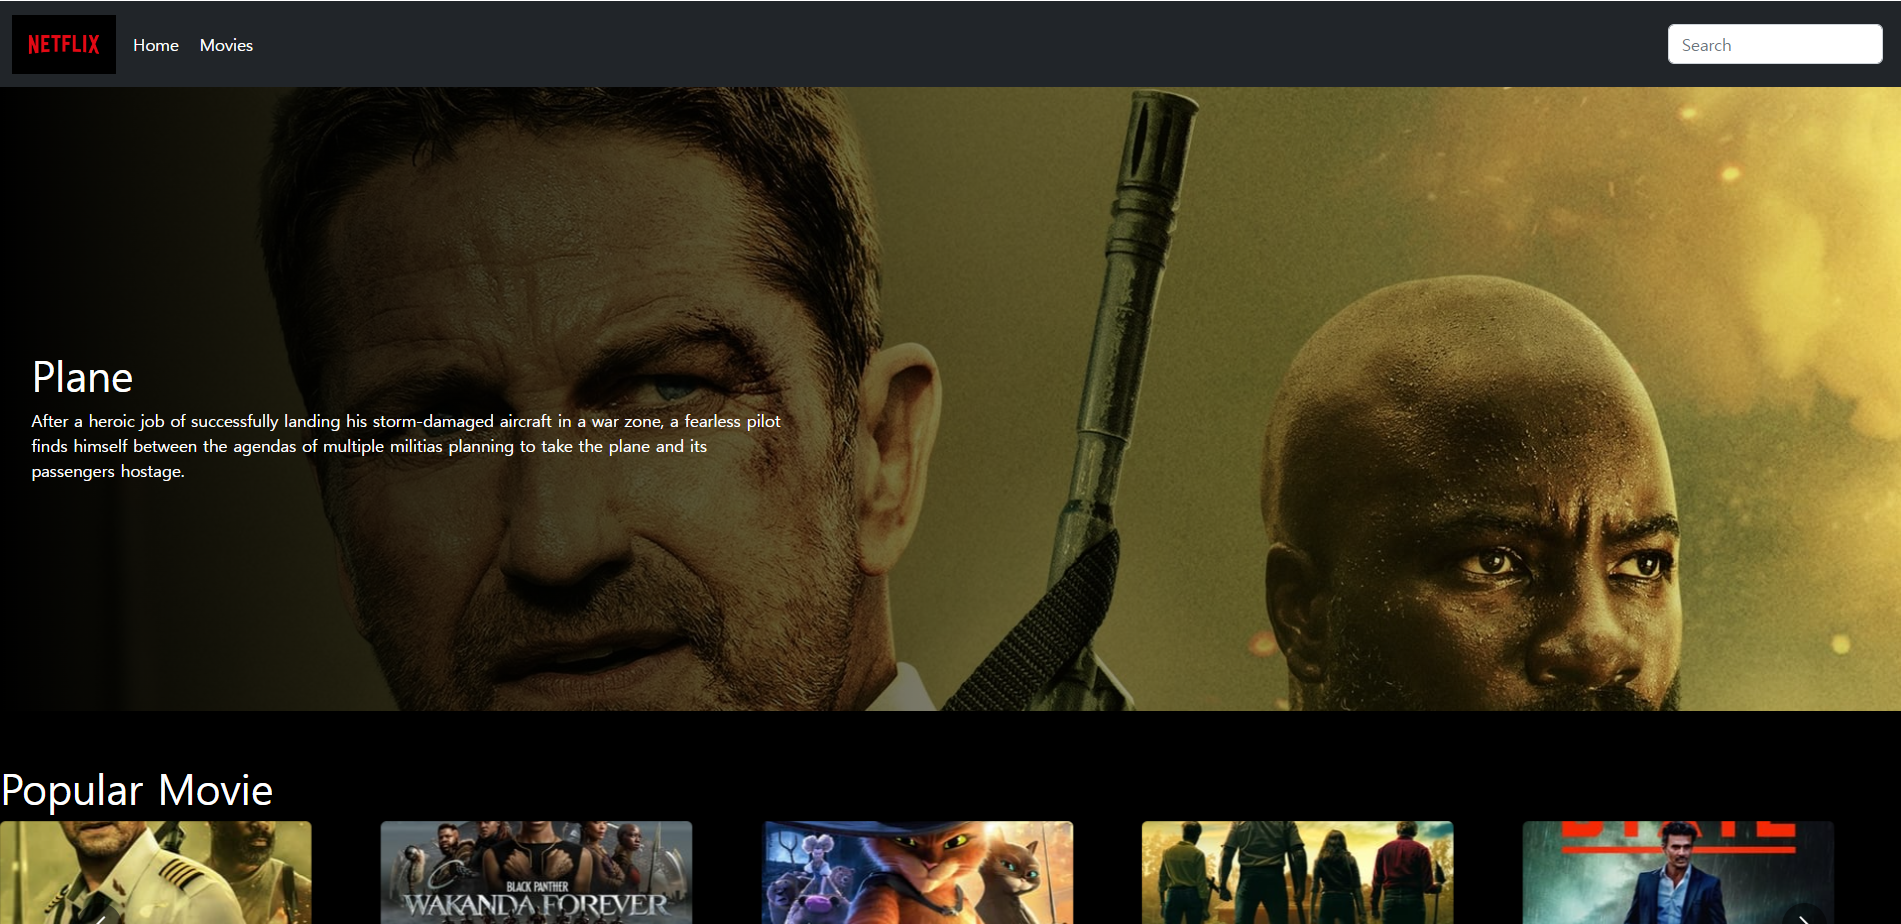 NETFLIX
Home
Movies
Search
Plane
After a heroic job of successfully landing his storm-damaged aircraft in a war zone, a fearless pilot
finds himself between the agendas of multiple militias planning to take the plane and its
passengers hostage.
Popular Movie
BLACK PANTHER
WAKANDA FOREVER